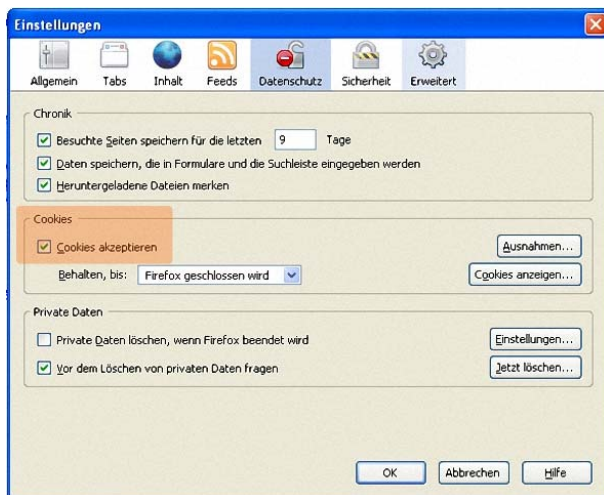 Einstellungen
Allgemein Tabs Inhalt Feeds Datenschutz Sicherheit Erweitert
Chronik
Besuchte Seiten speichern für die letzten 9 Tage
Daten speichern, die in Formulare und die Suchleiste eingegeben werden
Heruntergeladene Dateien merken
Cookies
Cookies akzeptieren Ausnahmen...
Behalten, bis: Firefox geschlossen wird Cookies anzeigen...
Private Daten
Private Daten löschen, wenn Firefox beendet wird Einstellungen...
Vor dem Löschen von privaten Daten fragen Jetzt löschen...
OK Abbrechen Hilfe